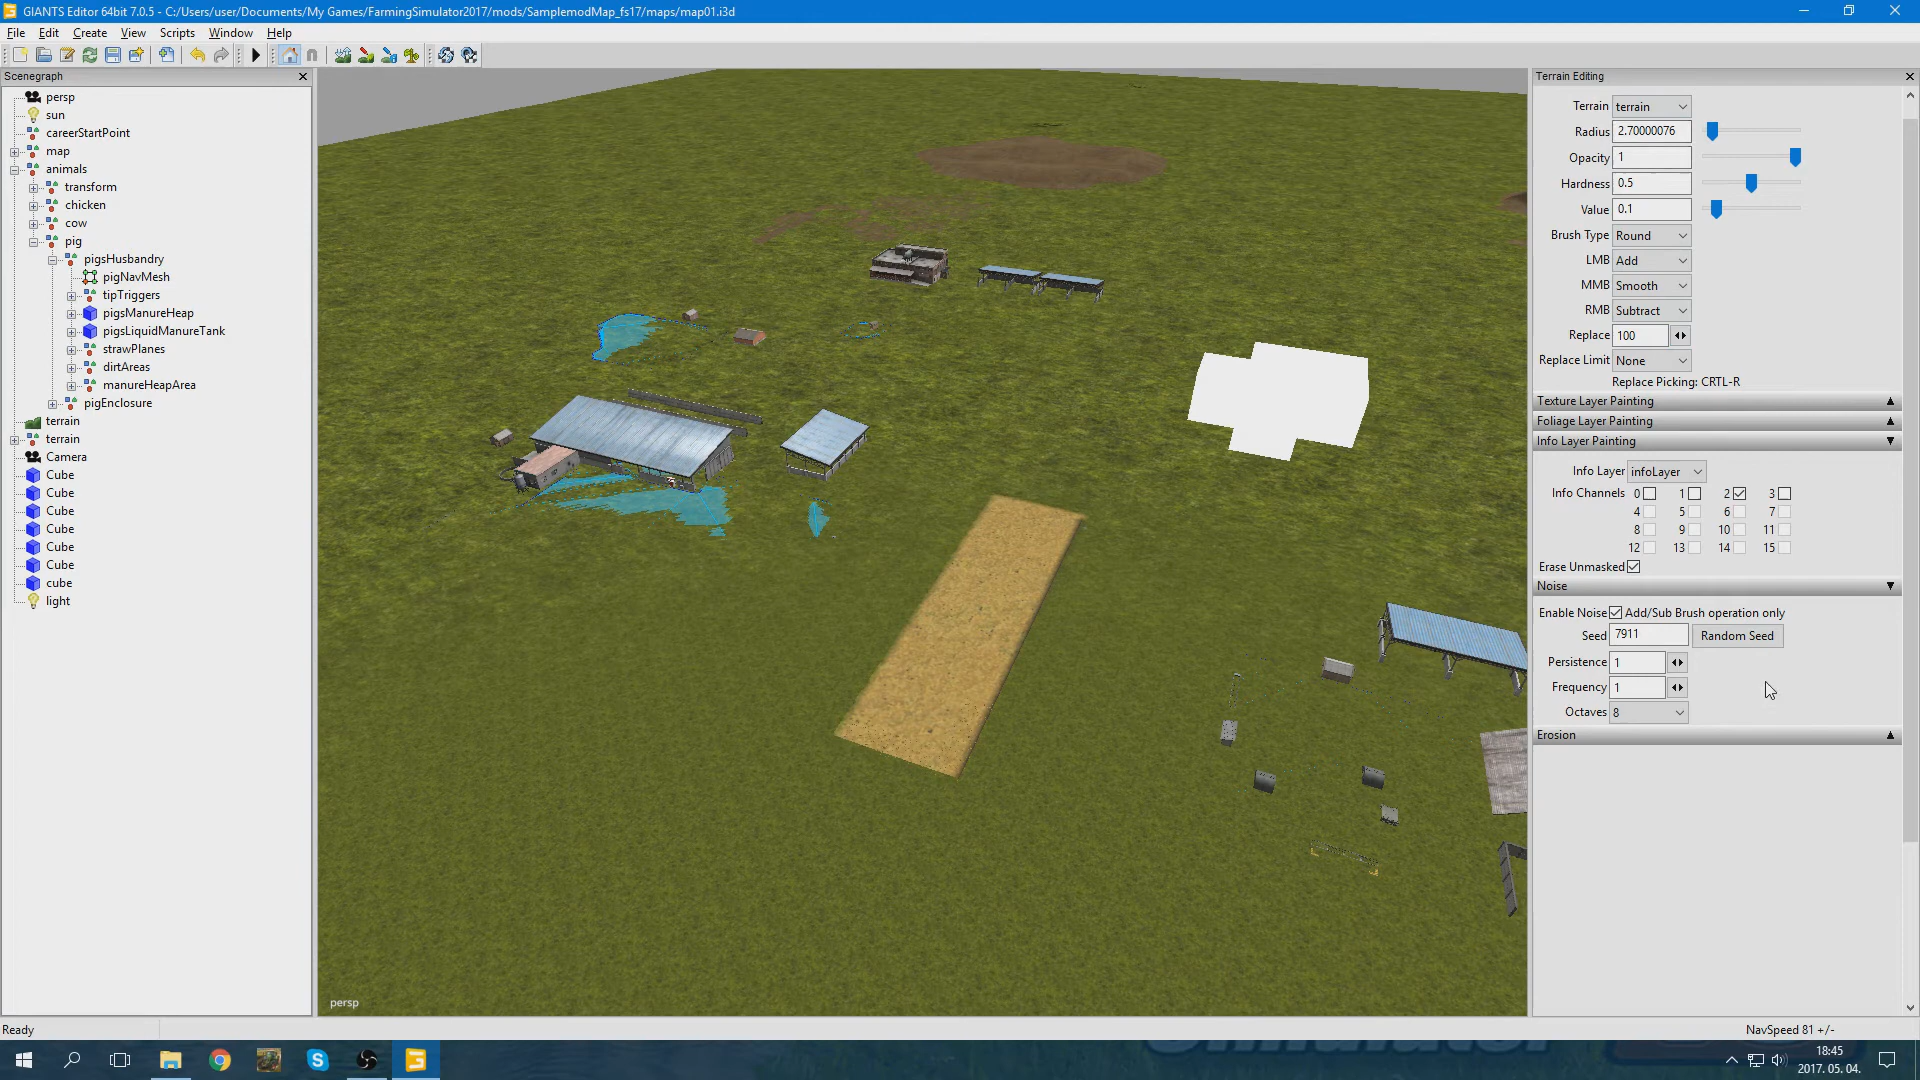 GIANTS Editor 64bit 7.0.5 - C:/Users/user/Documents/My Games/FarmingSimulator2017/mods/SamplemodMap_fs17/maps/map01.i3d
File Edit Create View Scripts Window Help
Scenegraph
persp
sun
careerStartPoint
map
animals
transform
chicken
cow
pig
pigsHusbandry
pigNavMesh
tipTriggers
pigsManureHeap
pigsLiquidManureTank
strawPlanes
dirtAreas
manureHeapArea
pigEnclosure
terrain
terrain
Camera
Cube
Cube
Cube
Cube
Cube
Cube
cube
light
persp
Terrain Editing
Terrain terrain
Radius 2.70000076
Opacity 1
Hardness 0.5
Value 0.1
Brush Type Round
LMB Add
MMB Smooth
RMB Subtract
Replace 100
Replace Limit None
Replace Picking: CRTL-R
Texture Layer Painting
Foliage Layer Painting
Info Layer Painting
Info Layer infoLayer
Info Channels 0 1 2 3
4 5 6 7
8 9 10 11
12 13 14 15
Erase Unmasked
Noise
Enable Noise Add/Sub Brush operation only
Seed 7911 Random Seed
Persistence 1
Frequency 1
Octaves 8
Erosion
Ready
NavSpeed 81 +/-
18:45
2017. 05. 04.